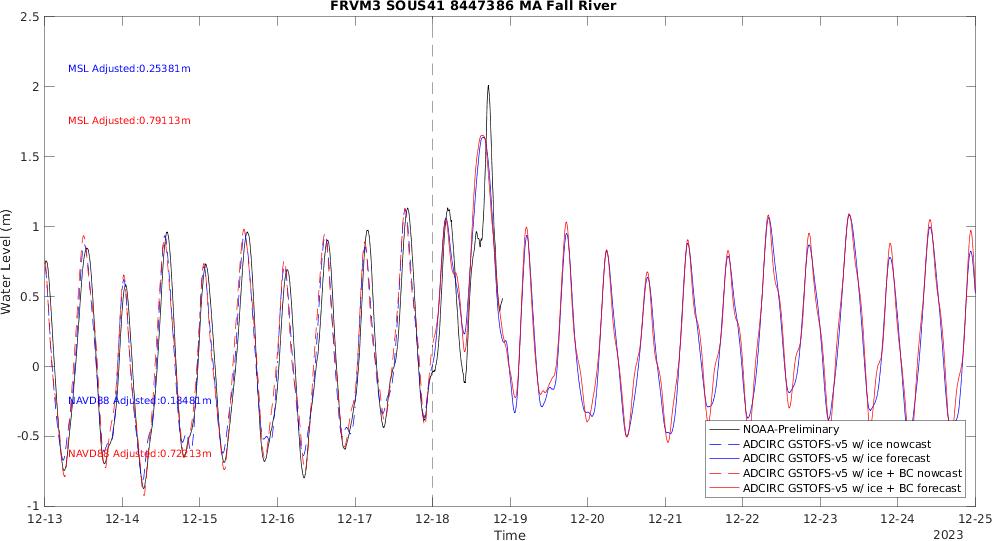 FRVM3 SOUS41 8447386 MA Fall River
2.5
2
1.5
1
0.5
0
-0.5
-1
Water Level (m)
MSL Adjusted:0.25381m
MSL Adjusted:0.79113m
NAVD88 Adjusted:0.18481m
NAVD88 Adjusted:0.72213m
NOAA-Preliminary
ADCIRC GSTOFS-v5 w/ ice nowcast
ADCIRC GSTOFS-v5 w/ ice forecast
ADCIRC GSTOFS-v5 w/ ice + BC nowcast
ADCIRC GSTOFS-v5 w/ ice + BC forecast
12-13 12-14 12-15 12-16 12-17 12-18 12-19 12-20 12-21 12-22 12-23 12-24 12-25
Time
2023